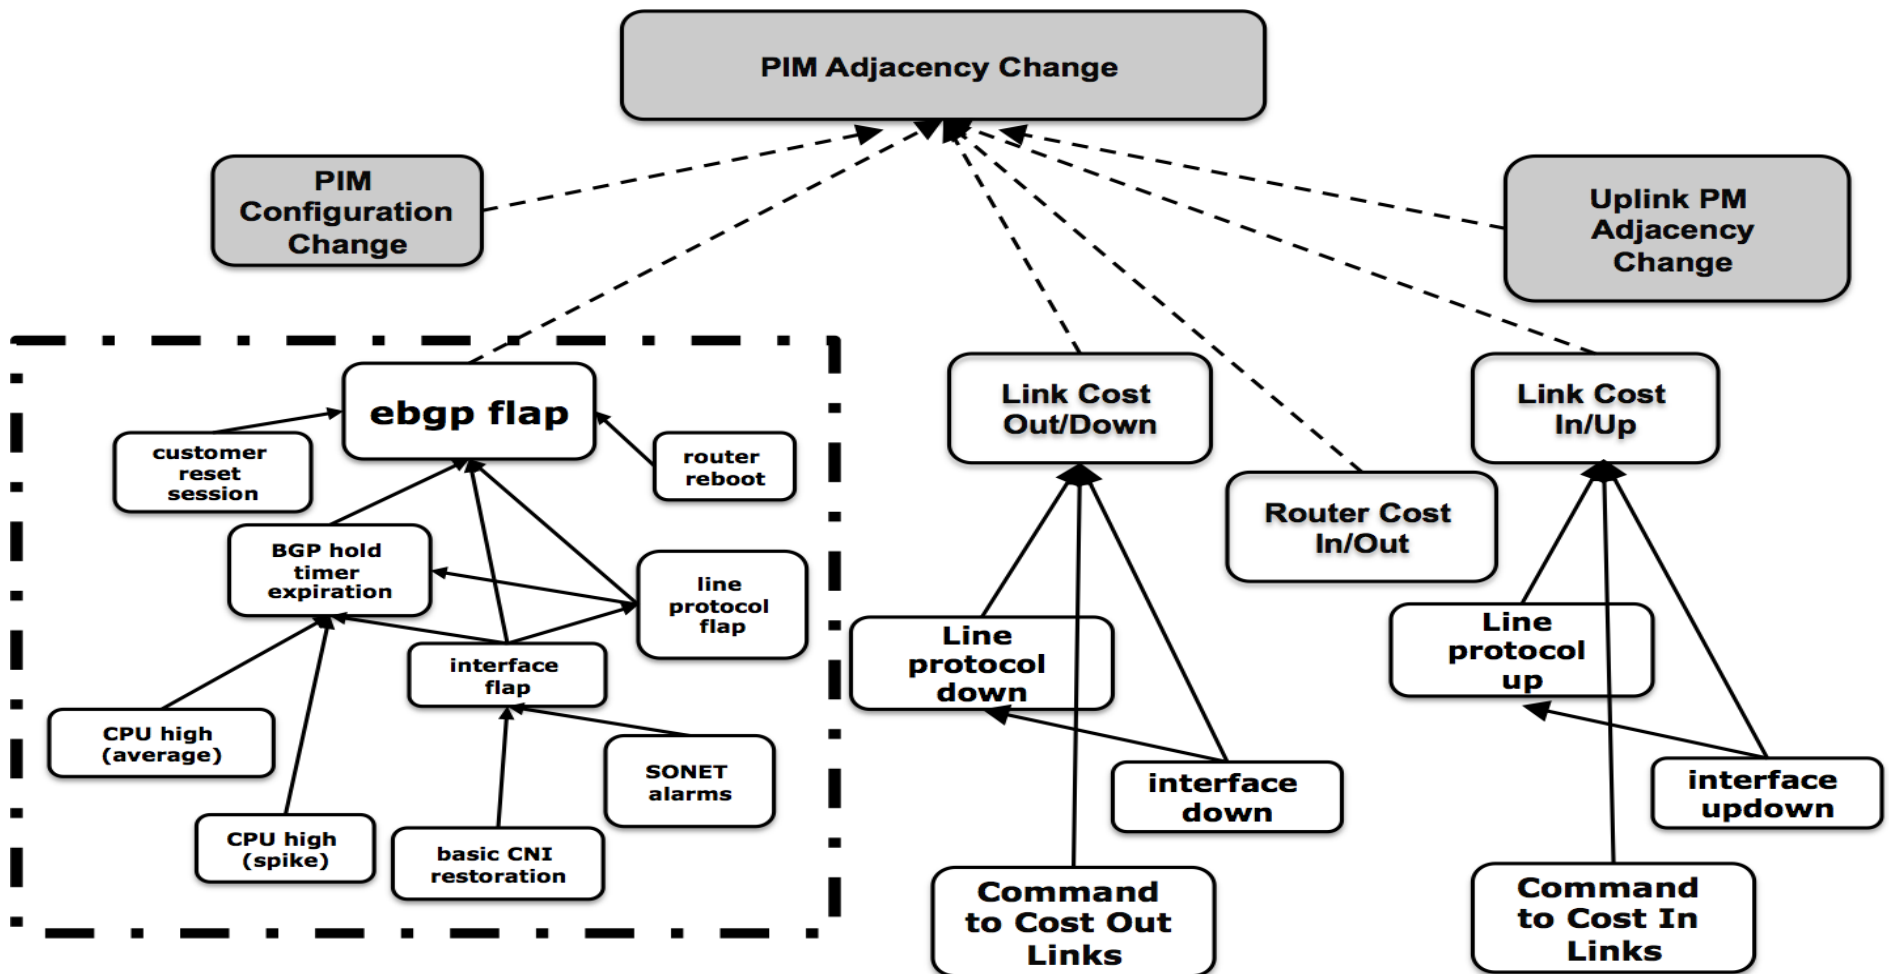 PIM Adjacency Change
PIM
Configuration
Change
Uplink PM
Adjacency
Change
ebgp flap
customer
reset
session
router
reboot
BGP hold
timer
expiration
line
protocol
flap
interface
flap
CPU high
(average)
SONET
alarms
CPU high
(spike)
basic CNI
restoration
Link Cost
Out/Down
Link Cost
In/Up
Router Cost
In/Out
Line
protocol
down
Line
protocol
up
interface
down
interface
updown
Command
to Cost Out
Links
Command
to Cost In
Links